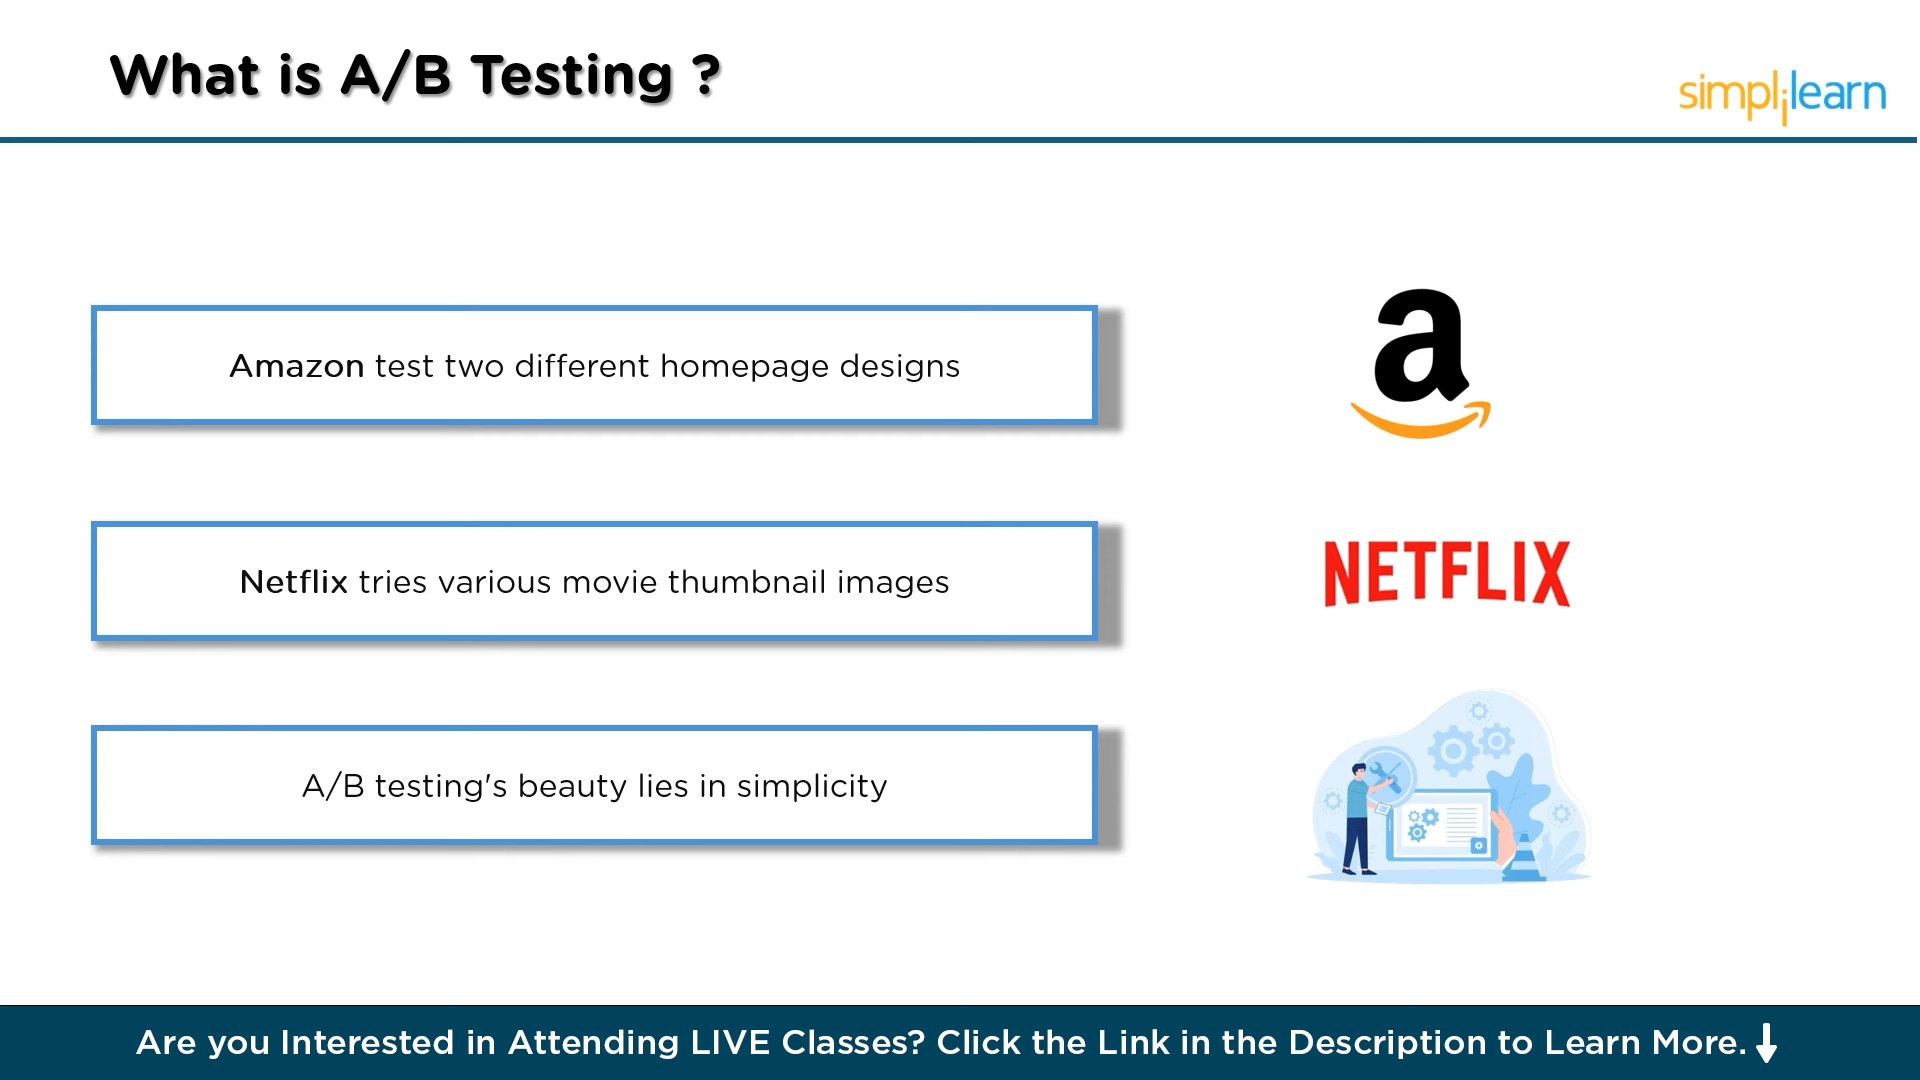 What is A/B Testing ?
simplilearn
Amazon test two different homepage designs
a
Netflix tries various movie thumbnail images
NETFLIX
A/B testing's beauty lies in simplicity
Are you Interested in Attending LIVE Classes? Click the Link in the Description to Learn More.